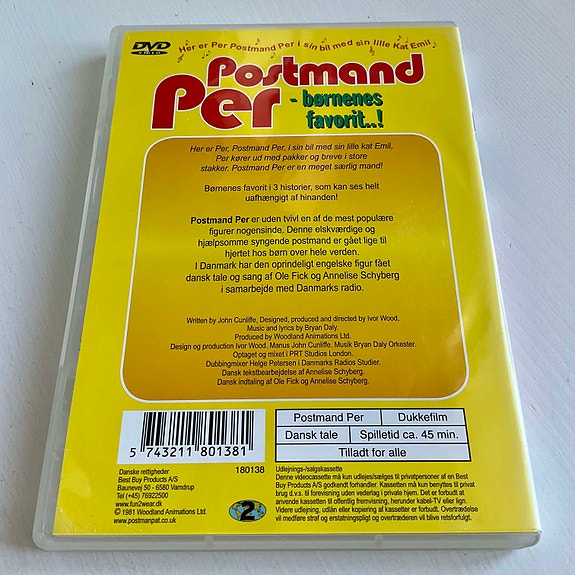 DVD
VIDEO
Her er Per Postmand Per i sin bil med sin lille Kat Emil
Postmand
Per
- børnenes
favorit..!
Her er Per, Postmand Per, i sin bil med sin lille kat Emil,
Per kører ud med pakker og breve i store
stakker. Postmand Per er en meget særlig mand!
Børnenes favorit i 3 historier, som kan ses helt
uafhængigt af hinanden!
Postmand Per er uden tvivl en af de mest populære
figurer nogensinde, Denne elskværdige og
hjælpsomme syngende postmand er gået lige til
hjertet hos børn over hele verden.
I Danmark har den oprindeligt engelske figur fået
dansk tale og sang af Ole Fick og Annelise Schyberg
i samarbejde med Danmarks radio.
Written by John Cunliffe, Designed, produced and directed by Ivor Wood,
Music and lyrics by Bryan Daly.
Produced by Woodland Animations Ltd.
Design og production Ivor Wood, Manus John Cunliffe. Musik Bryan Daly Orkester.
Optaget og mixet i PRT Studios London.
Dubbingmixer Helge Petersen i Danmarks Radios Studier.
Dansk tekstbearbejdelse af Annelise Schyberg.
Dansk indtaling af Ole Fick og Annelise Schyberg.
5 743211 801381
Postmand Per Dukkefilm
Dansk tale Spilletid ca. 45 min.
Tilladt for alle
Danske rettigheder 180138
Best Buy Products A/S
Baunevej 50 - 6580 Vamdrup
Tel (+45) 76922500
www.fun2wear.dk
© 1981 Woodland Animations Ltd.
www.postmanpat.co.uk
2
Udlejnings-/salgskassette
Denne videocassette må kun udlejes/sælges til privatpersoner af en Best
Buy Products A/S godkendt forhandler. Kassetten må kun benyttes til privat
brug d.v.s. til forevisning uden vederlag i privat hjem. Det er forbudt at
anvende kassetten til offentlig fremvisning, herunder kabel-TV eller lign.
Videre udlejning, udlån eller kopiering af kassetter er forbudt. Overtrædelse
vil medføre straf og erstatningspligt og overtræderen vil blive retsforfulgt.